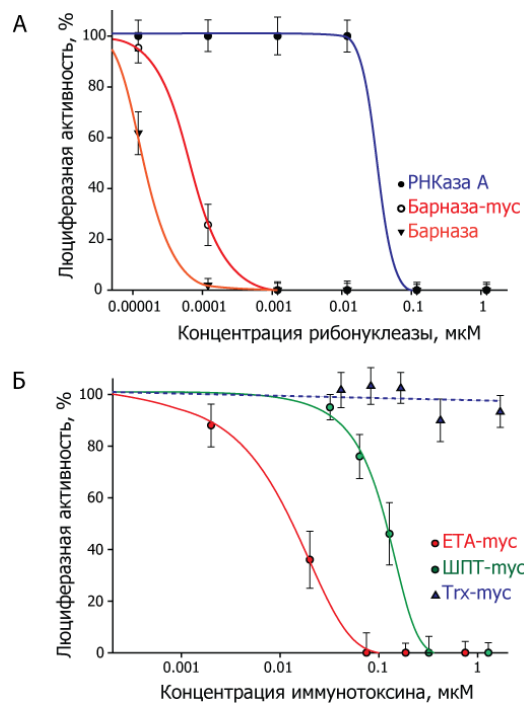 А
Люциферазная активность, %
100
80
60
40
20
0
РНКаза А
Барназа-myc
Барназа
0.00001 0.0001 0.001 0.01 0.1 1
Концентрация рибонуклеазы, мкМ
Б
Люциферазная активность, %
100
80
60
40
20
0
ETA-myc
ШПТ-myc
Trx-myc
0.001 0.01 0.1 1
Концентрация иммунотоксина, мкМ